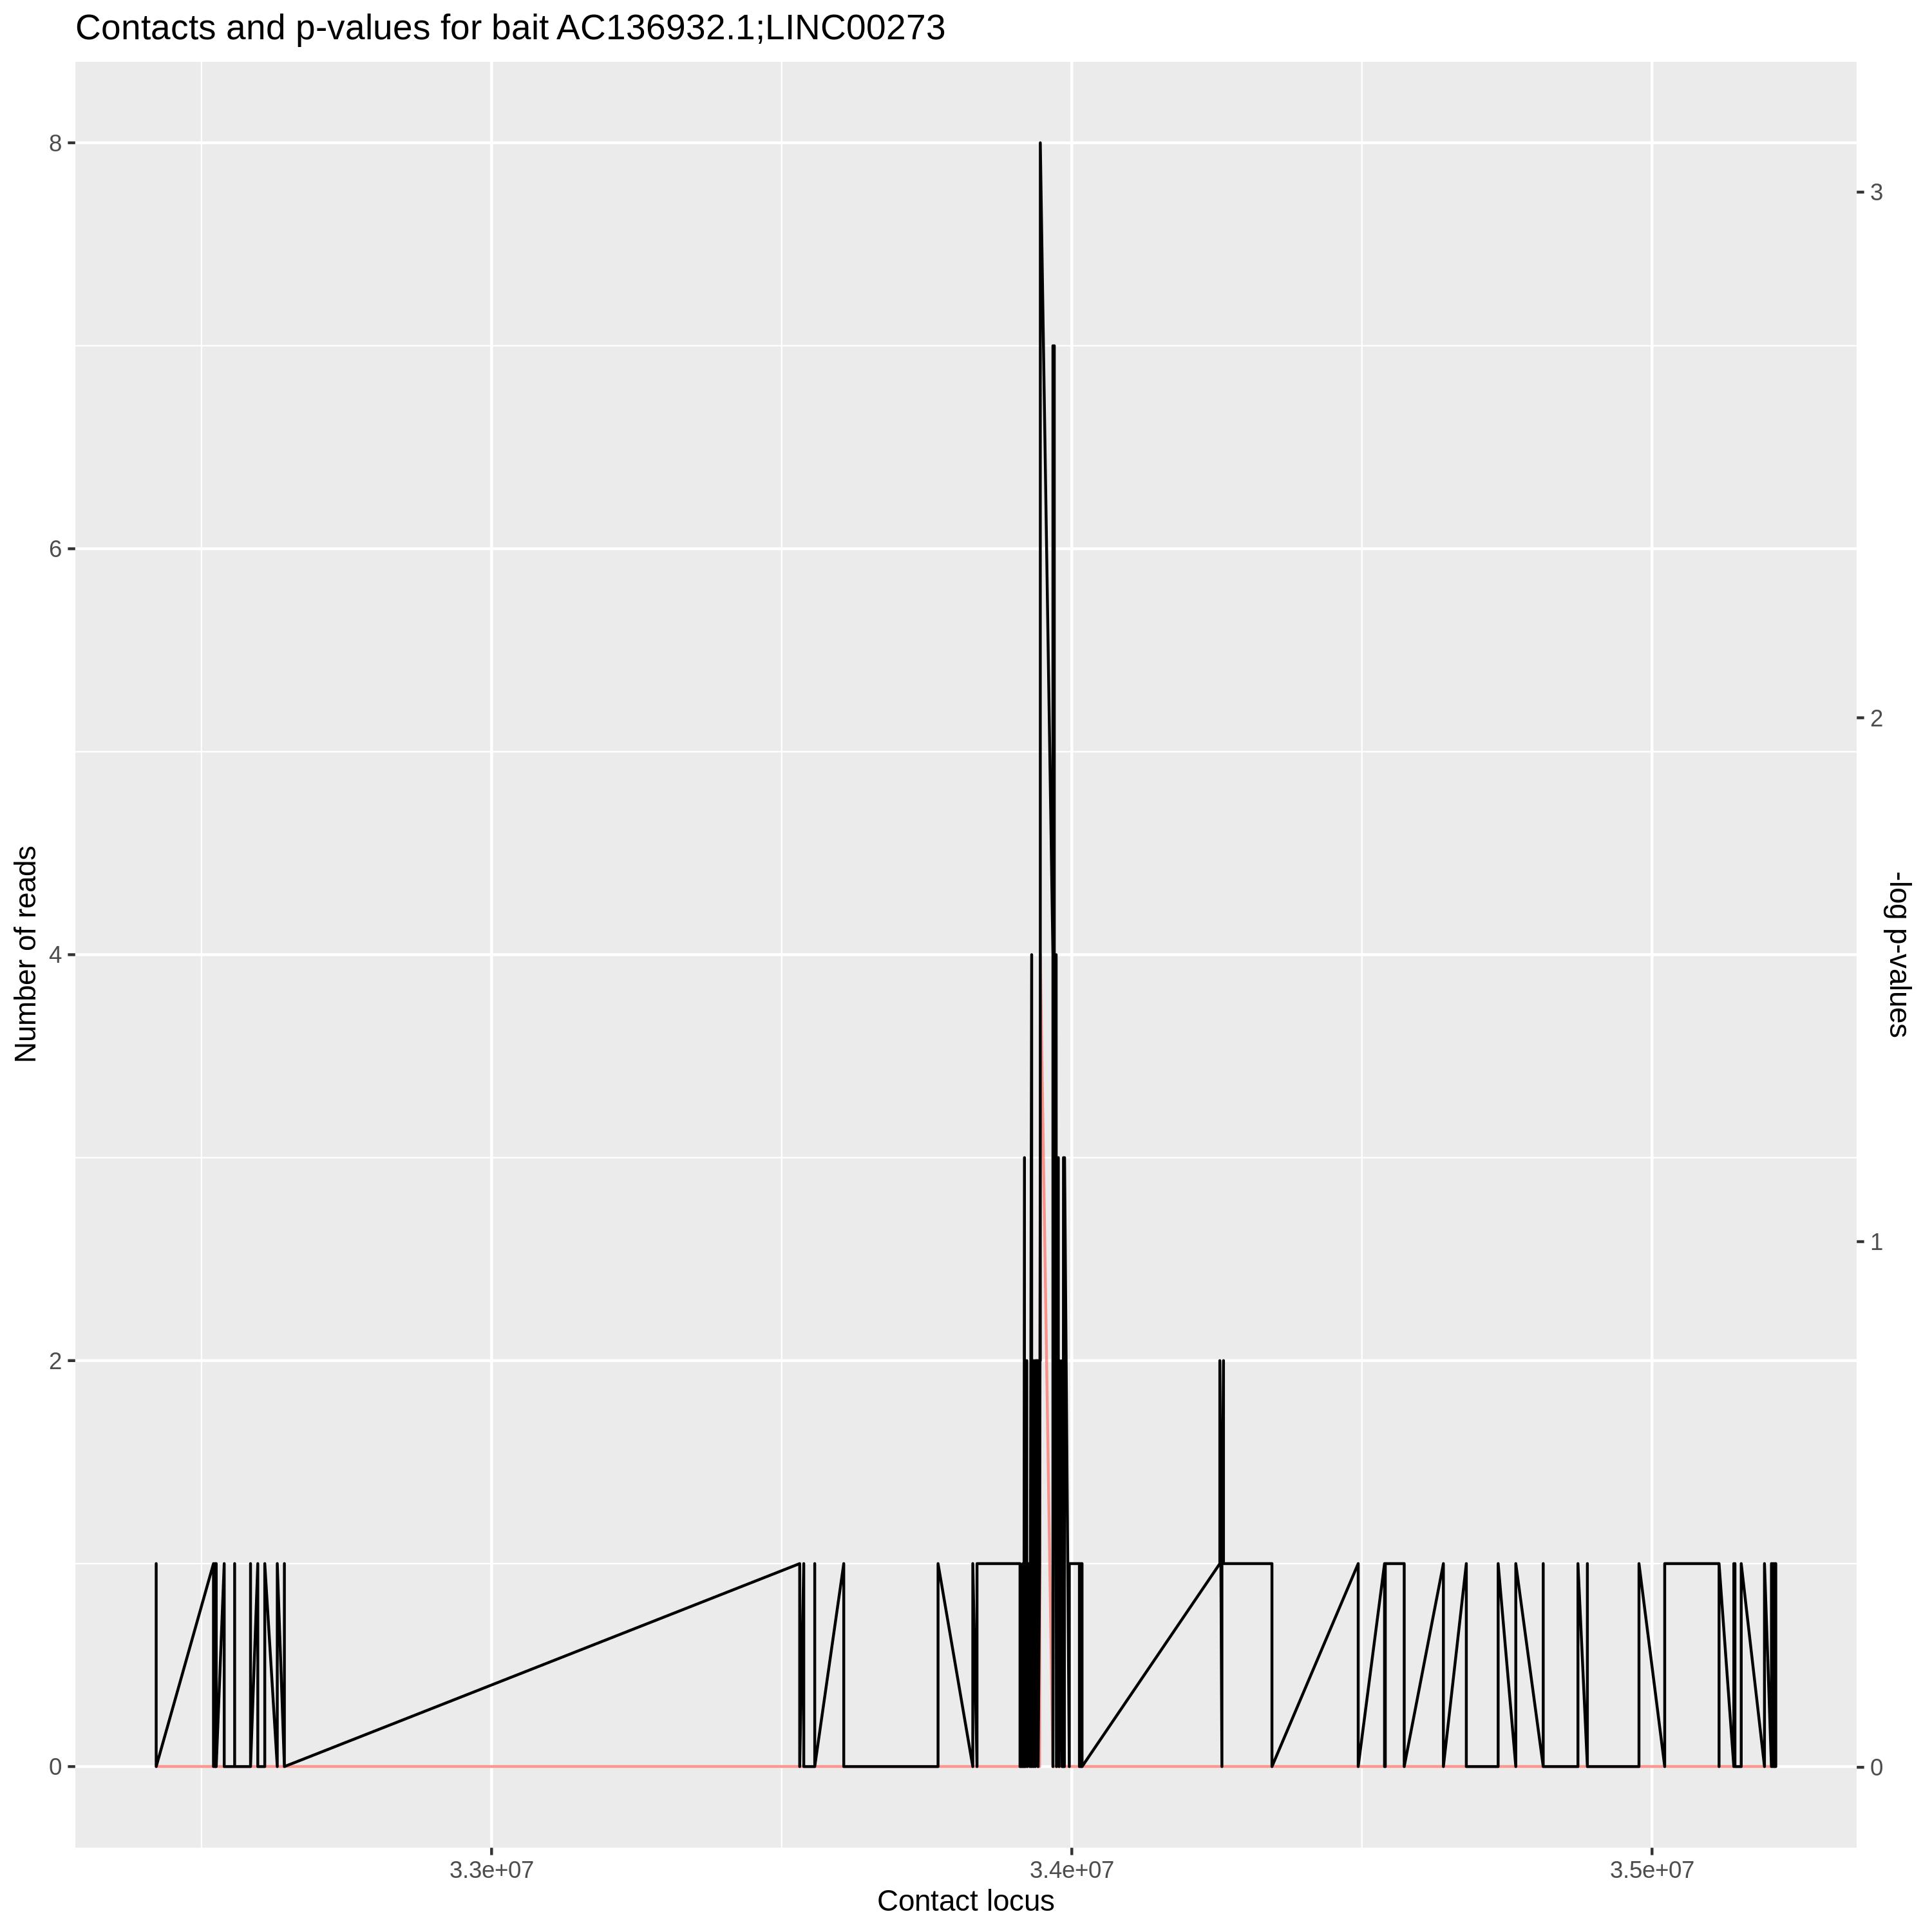 Contacts and p-values for bait AC136932.1;LINC00273
8
6
4
2
0
Number of reads
3
2
1
0
-log p-values
3.3e+07
3.4e+07
3.5e+07
Contact locus